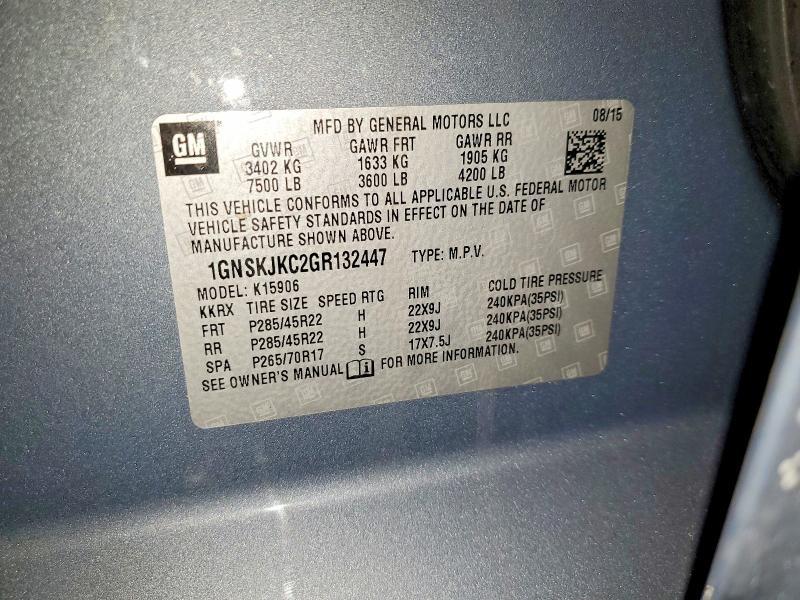 GM
MFD BY GENERAL MOTORS LLC 08/15
GVWR GAWR FRT GAWR RR
3402 KG 1633 KG 1905 KG
7500 LB 3600 LB 4200 LB
THIS VEHICLE CONFORMS TO ALL APPLICABLE U.S. FEDERAL MOTOR
VEHICLE SAFETY STANDARDS IN EFFECT ON THE DATE OF
MANUFACTURE SHOWN ABOVE.
1GNSKJKC2GR132447 TYPE: M.P.V.
MODEL: K15906
KKRX TIRE SIZE SPEED RTG RIM COLD TIRE PRESSURE
FRT P285/45R22 H 22X9J 240KPA(35PSI)
RR P285/45R22 H 22X9J 240KPA(35PSI)
SPA P265/70R17 S 17X7.5J 240KPA(35PSI)
SEE OWNER'S MANUAL FOR MORE INFORMATION.